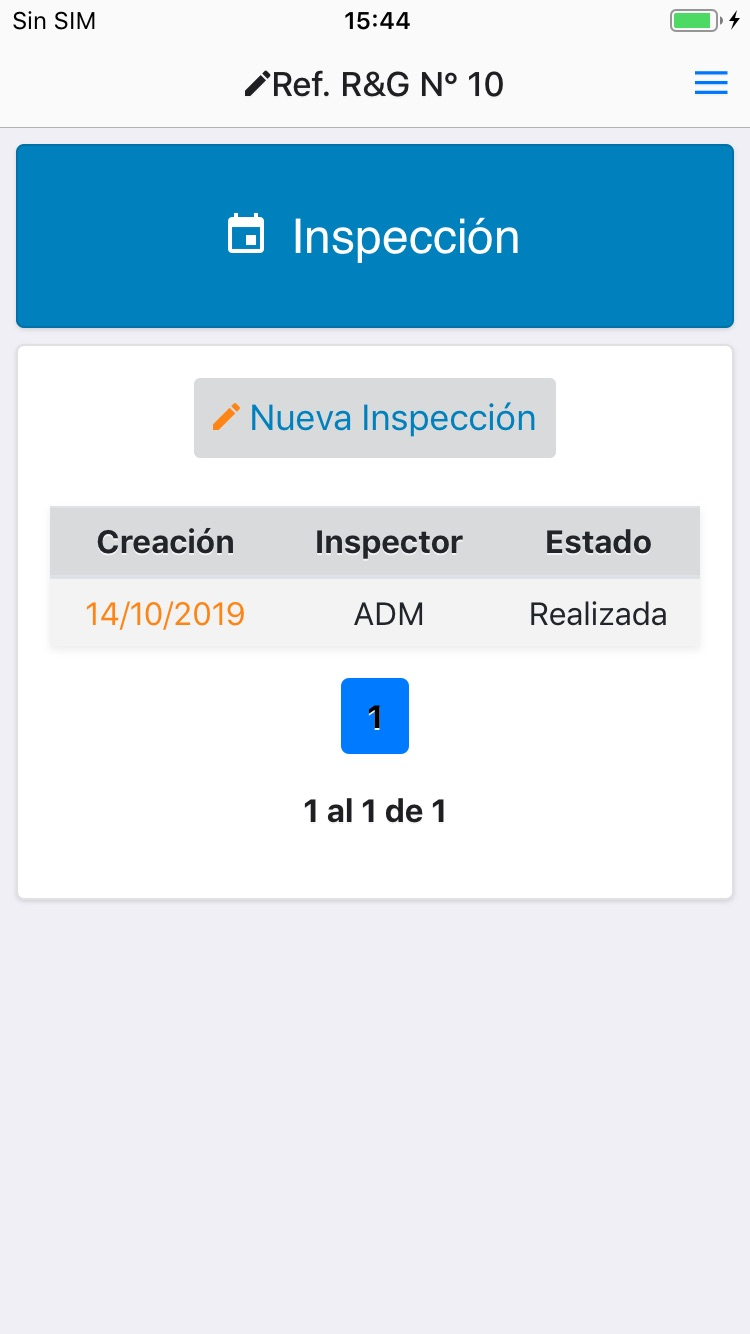 Sin SIM 15:44
Ref. R&G Nº 10
Inspección
Nueva Inspección
Creación Inspector Estado
14/10/2019 ADM Realizada
1
1 al 1 de 1